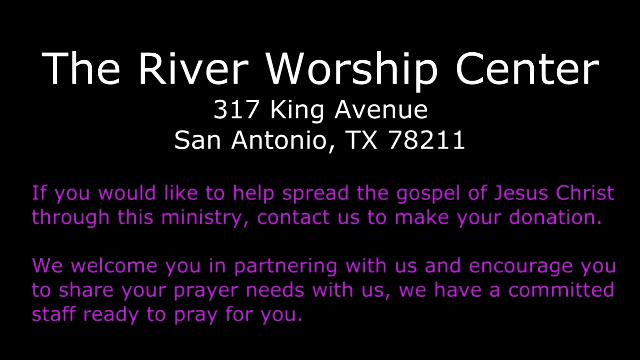 The River Worship Center
317 King Avenue
San Antonio, TX 78211
If you would like to help spread the gospel of Jesus Christ
through this ministry, contact us to make your donation.
We welcome you in partnering with us and encourage you
to share your prayer needs with us, we have a committed
staff ready to pray for you.